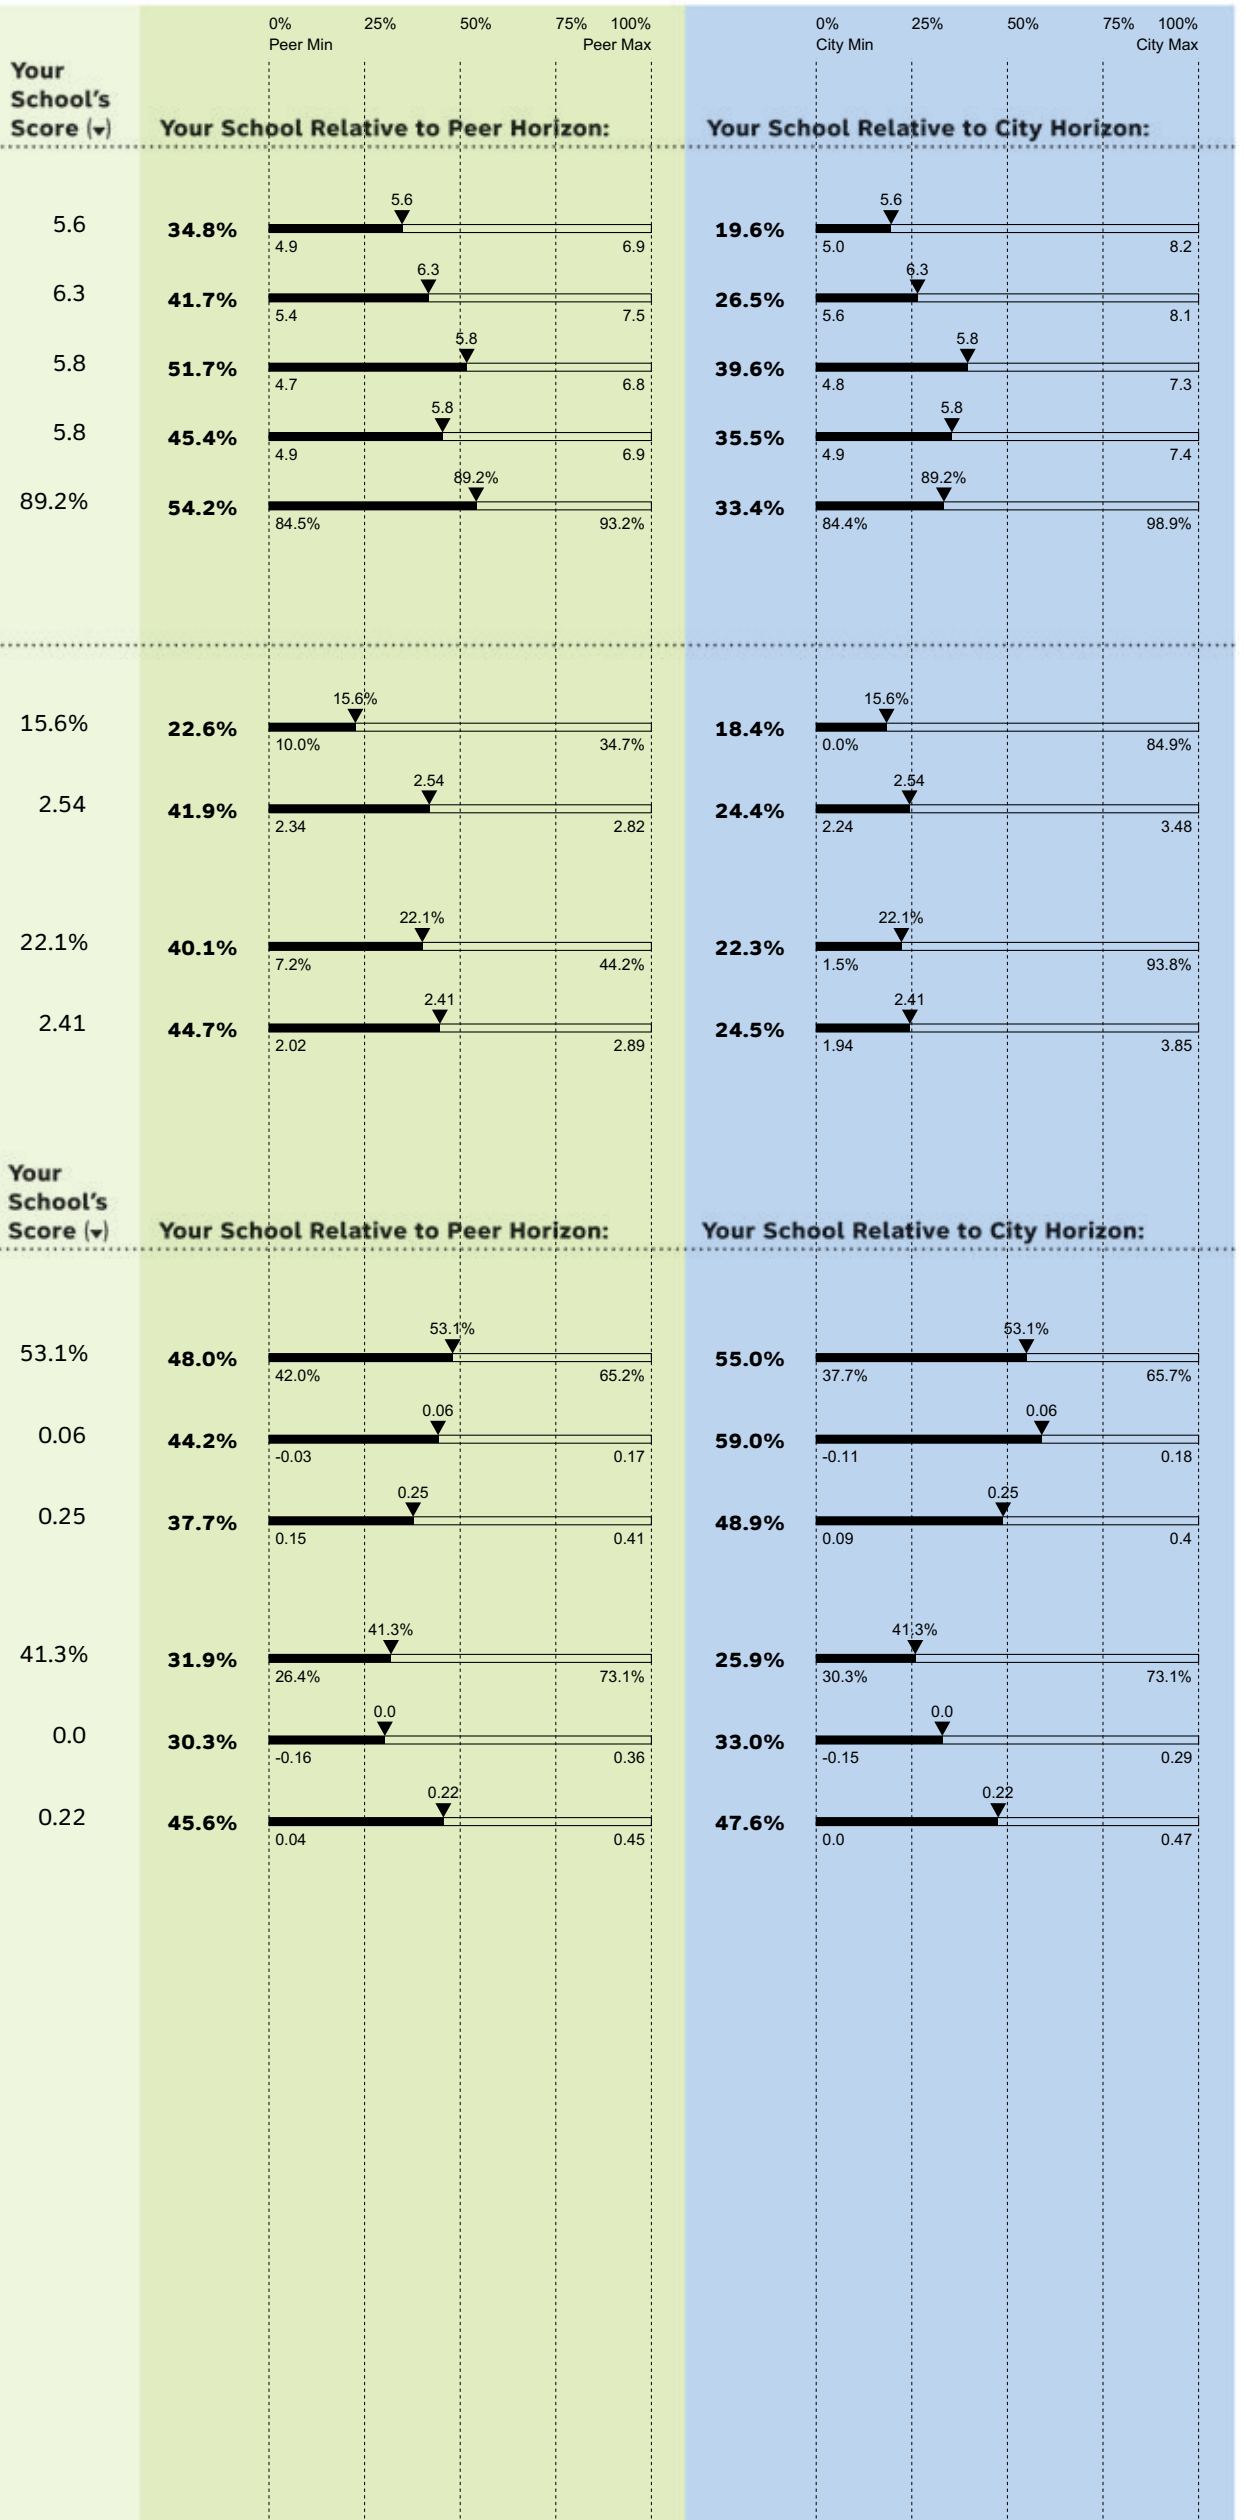 0% 25% 50% 75% 100% 0% 25% 50% 75% 100%
Peer Min Peer Max City Min City Max
Your
School's
Score (▾) Your School Relative to Peer Horizon: Your School Relative to City Horizon:
5.6 5.6
5.6 34.8% 19.6%
4.9 6.9 5.0 8.2
6.3 6.3
6.3 41.7% 26.5%
5.4 7.5 5.6 8.1
5.8 5.8
5.8 51.7% 39.6%
4.7 6.8 4.8 7.3
5.8 5.8
5.8 45.4% 35.5%
4.9 6.9 4.9 7.4
89.2% 89.2%
89.2% 54.2% 33.4%
84.5% 93.2% 84.4% 98.9%
15.6% 15.6%
15.6% 22.6% 18.4%
10.0% 34.7% 0.0% 84.9%
2.54 2.54
2.54 41.9% 24.4%
2.34 2.82 2.24 3.48
22.1% 22.1%
22.1% 40.1% 22.3%
7.2% 44.2% 1.5% 93.8%
2.41 2.41
2.41 44.7% 24.5%
2.02 2.89 1.94 3.85
Your
School's
Score (▾) Your School Relative to Peer Horizon: Your School Relative to City Horizon:
53.1% 53.1%
53.1% 48.0% 55.0%
42.0% 65.2% 37.7% 65.7%
0.06 0.06
0.06 44.2% 59.0%
-0.03 0.17 -0.11 0.18
0.25 0.25
0.25 37.7% 48.9%
0.15 0.41 0.09 0.4
41.3% 41.3%
41.3% 31.9% 25.9%
26.4% 73.1% 30.3% 73.1%
0.0 0.0
0.0 30.3% 33.0%
-0.16 0.36 -0.15 0.29
0.22 0.22
0.22 45.6% 47.6%
0.04 0.45 0.0 0.47